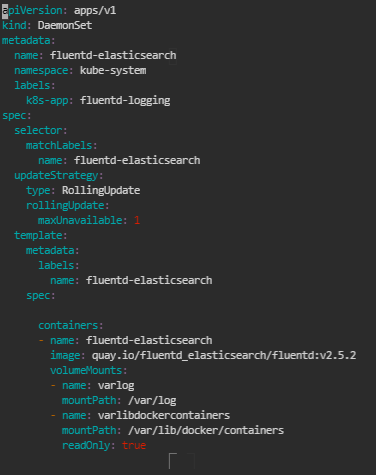 apiVersion: apps/v1
kind: DaemonSet
metadata:
  name: fluentd-elasticsearch
  namespace: kube-system
  labels:
    k8s-app: fluentd-logging
spec:
  selector:
    matchLabels:
      name: fluentd-elasticsearch
  updateStrategy:
    type: RollingUpdate
    rollingUpdate:
      maxUnavailable: 1
  template:
    metadata:
      labels:
        name: fluentd-elasticsearch
    spec:

      containers:
      - name: fluentd-elasticsearch
        image: quay.io/fluentd_elasticsearch/fluentd:v2.5.2
        volumeMounts:
        - name: varlog
          mountPath: /var/log
        - name: varlibdockercontainers
          mountPath: /var/lib/docker/containers
          readOnly: true